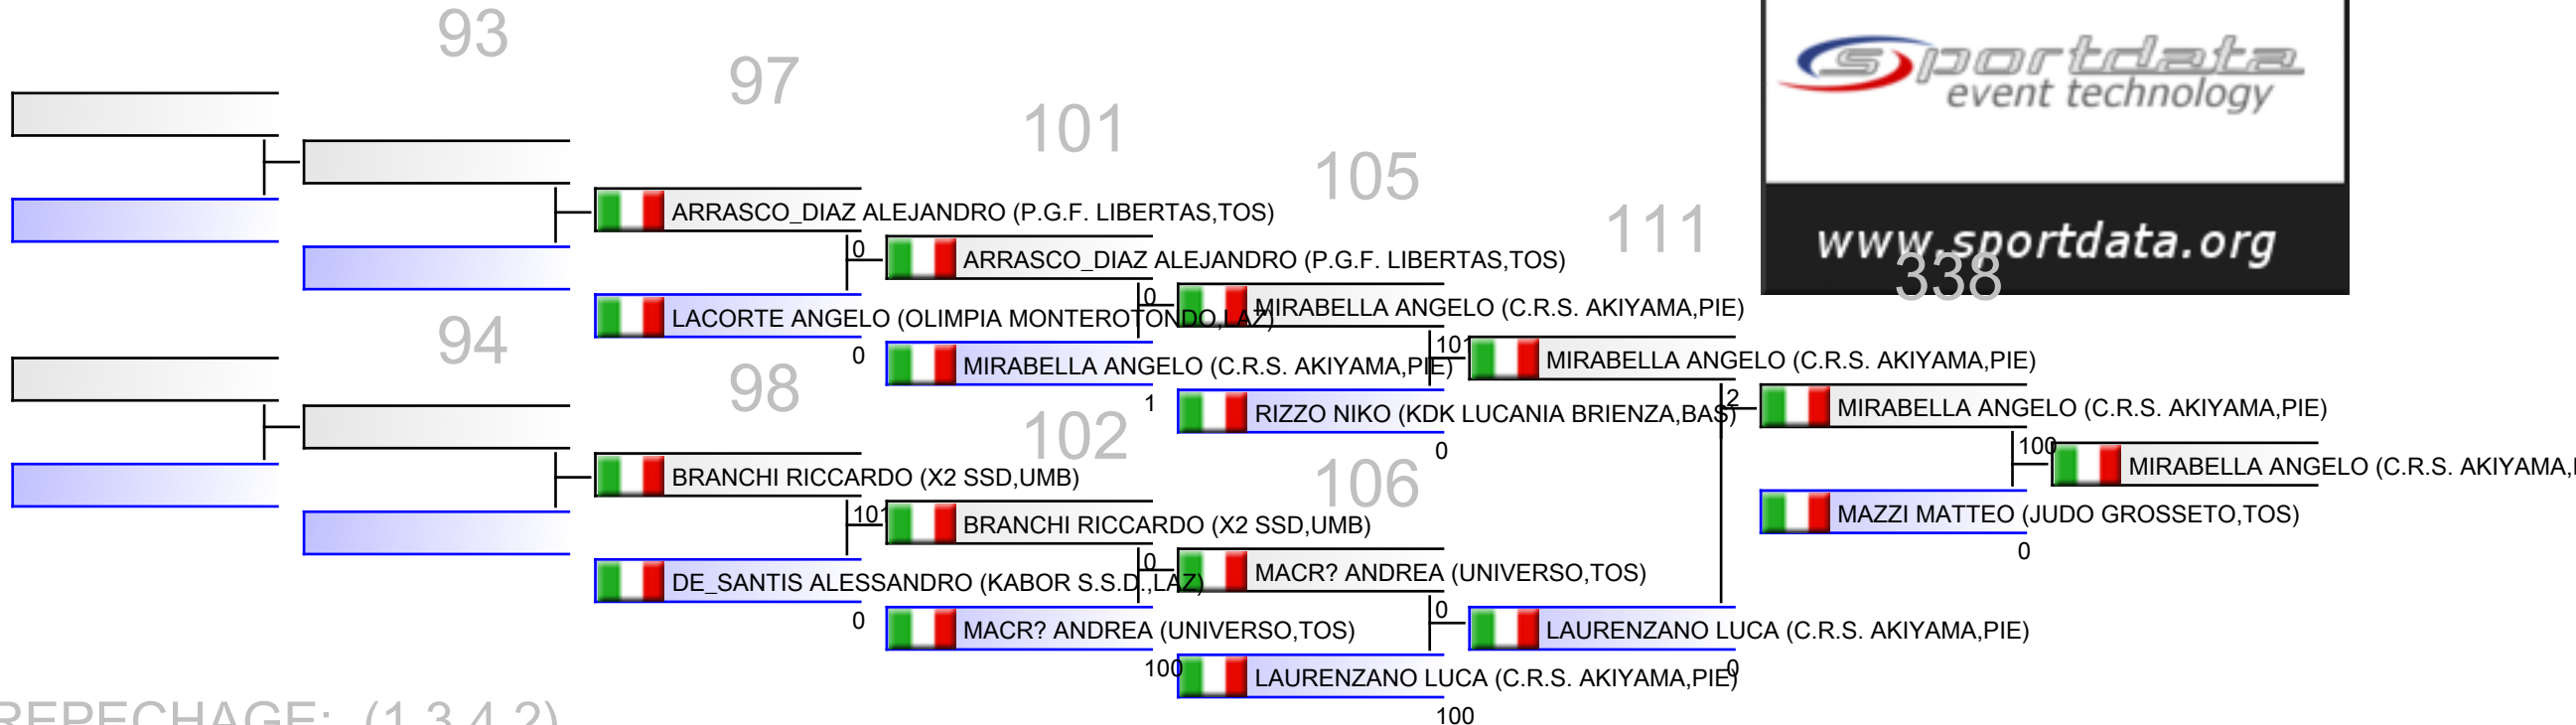 93
97
101
105
111
sportdata
event technology
www.sportdata.org
338
ARRASCO_DIAZ ALEJANDRO (P.G.F. LIBERTAS,TOS)
0
ARRASCO_DIAZ ALEJANDRO (P.G.F. LIBERTAS,TOS)
0
LACORTE ANGELO (OLIMPIA MONTEROTONDO,LAZ)
0
MIRABELLA ANGELO (C.R.S. AKIYAMA,PIE)
101
MIRABELLA ANGELO (C.R.S. AKIYAMA,PIE)
1
MIRABELLA ANGELO (C.R.S. AKIYAMA,PIE)
2
RIZZO NIKO (KDK LUCANIA BRIENZA,BAS)
0
MIRABELLA ANGELO (C.R.S. AKIYAMA,PIE)
100
MIRABELLA ANGELO (C.R.S. AKIYAMA,
MAZZI MATTEO (JUDO GROSSETO,TOS)
0
94
98
102
106
BRANCHI RICCARDO (X2 SSD,UMB)
101
BRANCHI RICCARDO (X2 SSD,UMB)
0
DE_SANTIS ALESSANDRO (KABOR S.S.D.,LAZ)
0
MACR? ANDREA (UNIVERSO,TOS)
0
MACR? ANDREA (UNIVERSO,TOS)
100
LAURENZANO LUCA (C.R.S. AKIYAMA,PIE)
0
LAURENZANO LUCA (C.R.S. AKIYAMA,PIE)
100
REPECHAGE: (1,3,4,2)